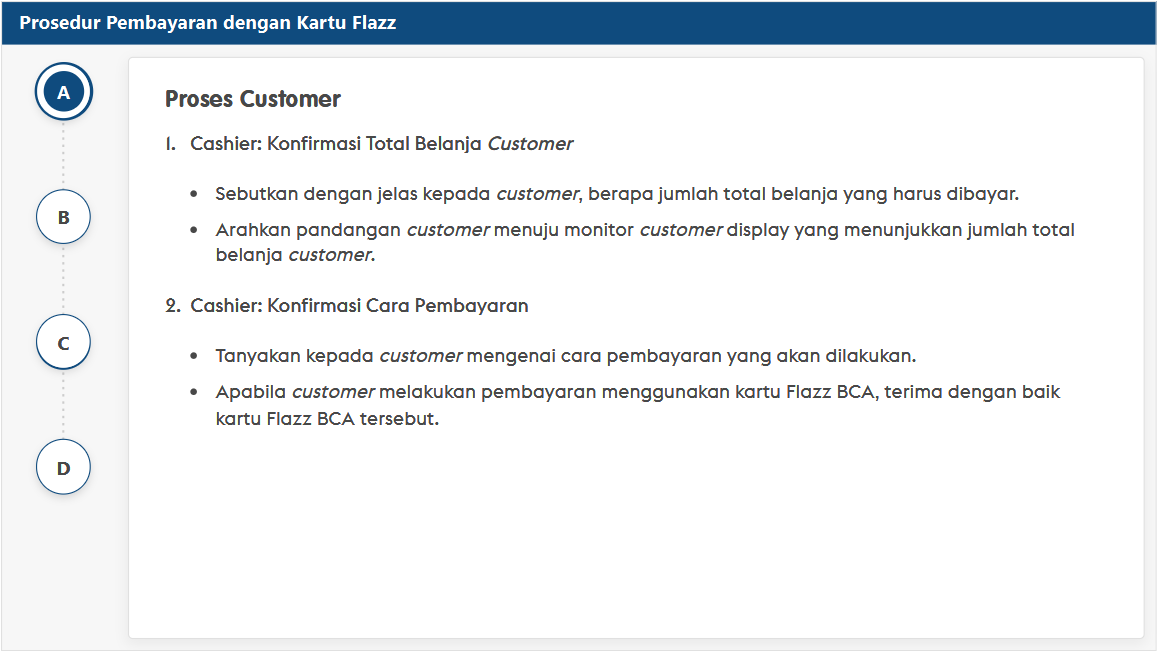 Prosedur Pembayaran dengan Kartu Flazz
A
B
C
D
Proses Customer
1. Cashier: Konfirmasi Total Belanja Customer
• Sebutkan dengan jelas kepada customer, berapa jumlah total belanja yang harus dibayar.
• Arahkan pandangan customer menuju monitor customer display yang menunjukkan jumlah total
belanja customer.
2. Cashier: Konfirmasi Cara Pembayaran
• Tanyakan kepada customer mengenai cara pembayaran yang akan dilakukan.
• Apabila customer melakukan pembayaran menggunakan kartu Flazz BCA, terima dengan baik
kartu Flazz BCA tersebut.